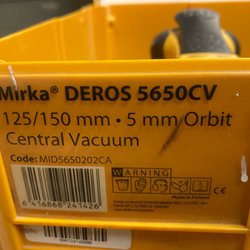 Mirka® DEROS 5650CV
125/150 mm • 5 mm Orbit
Central Vacuum
Code: MID5650202CA
WARNING
Made in Finland
6 416868 241426